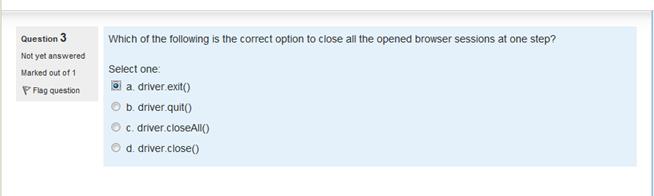 Question 3
Not yet answered
Marked out of 1
Flag question
Which of the following is the correct option to close all the opened browser sessions at one step?
Select one:
a. driver.exit()
b. driver.quit()
c. driver.closeAll()
d. driver.close()